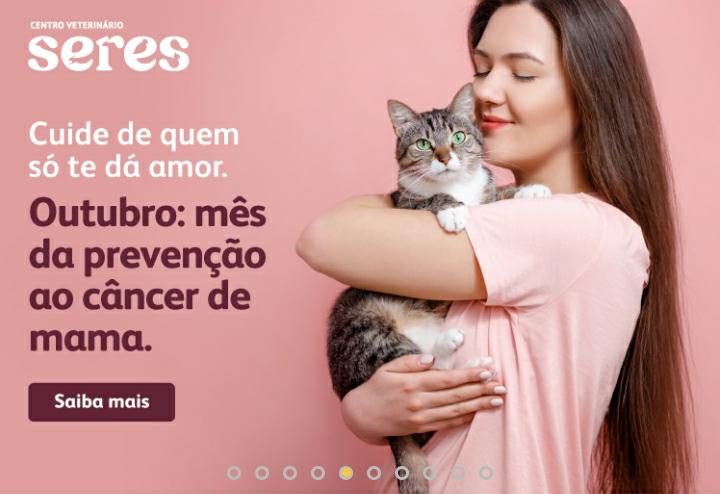 CENTRO VETERINÁRIO
seres
Cuide de quem
só te dá amor.
Outubro: mês
da prevenção
ao câncer de
mama.
Saiba mais